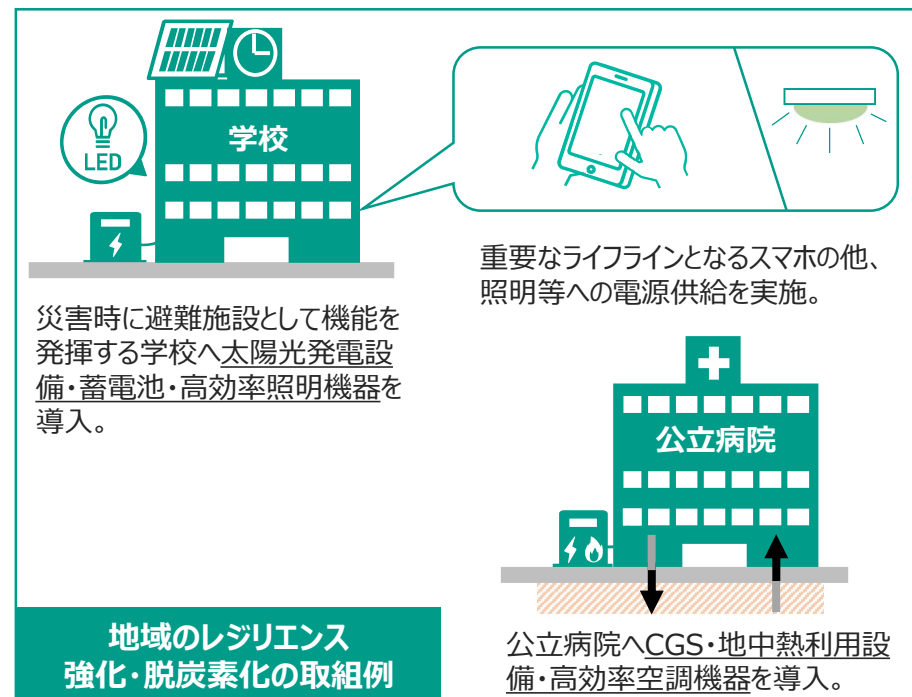 学校
LED
災害時に避難施設として機能を
発揮する学校へ太陽光発電設
備・蓄電池・高効率照明機器を
導入。
重要なライフラインとなるスマホの他、
照明等への電源供給を実施。
公立病院
公立病院へCGS・地中熱利用設
備・高効率空調機器を導入。
地域のレジリエンス
強化・脱炭素化の取組例